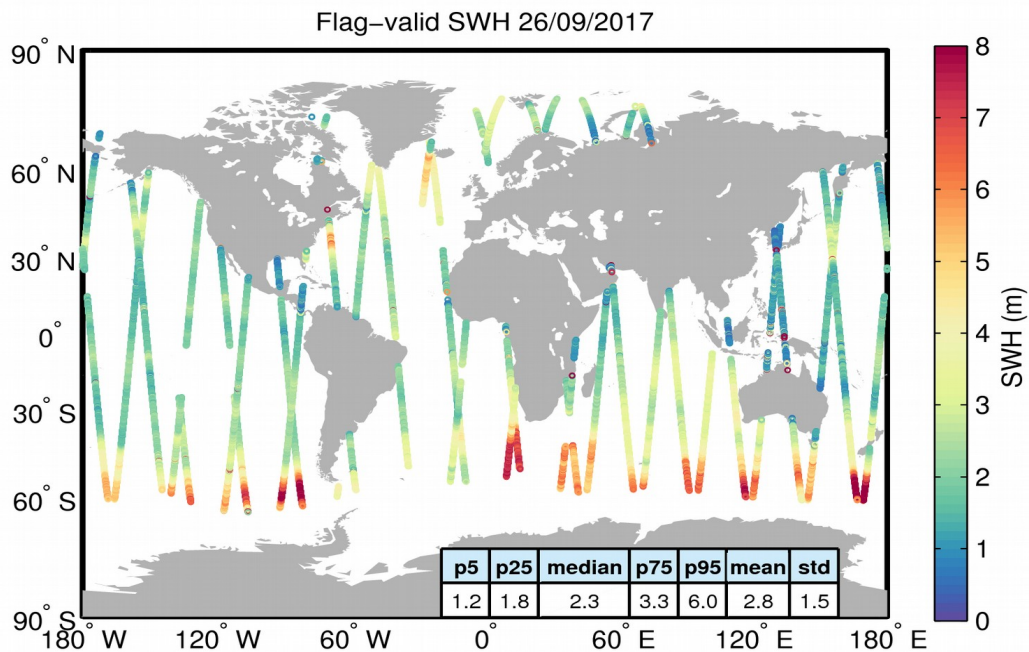 Flag−valid SWH 26/09/2017
90° N
60° N
30° N
0°
30° S
60° S
90° S
180° W
120° W
60° W
0°
60° E
120° E
180° E
p5 p25 median p75 p95 mean std
1.2 1.8 2.3 3.3 6.0 2.8 1.5
8
7
6
5
4
3
2
1
0
SWH (m)